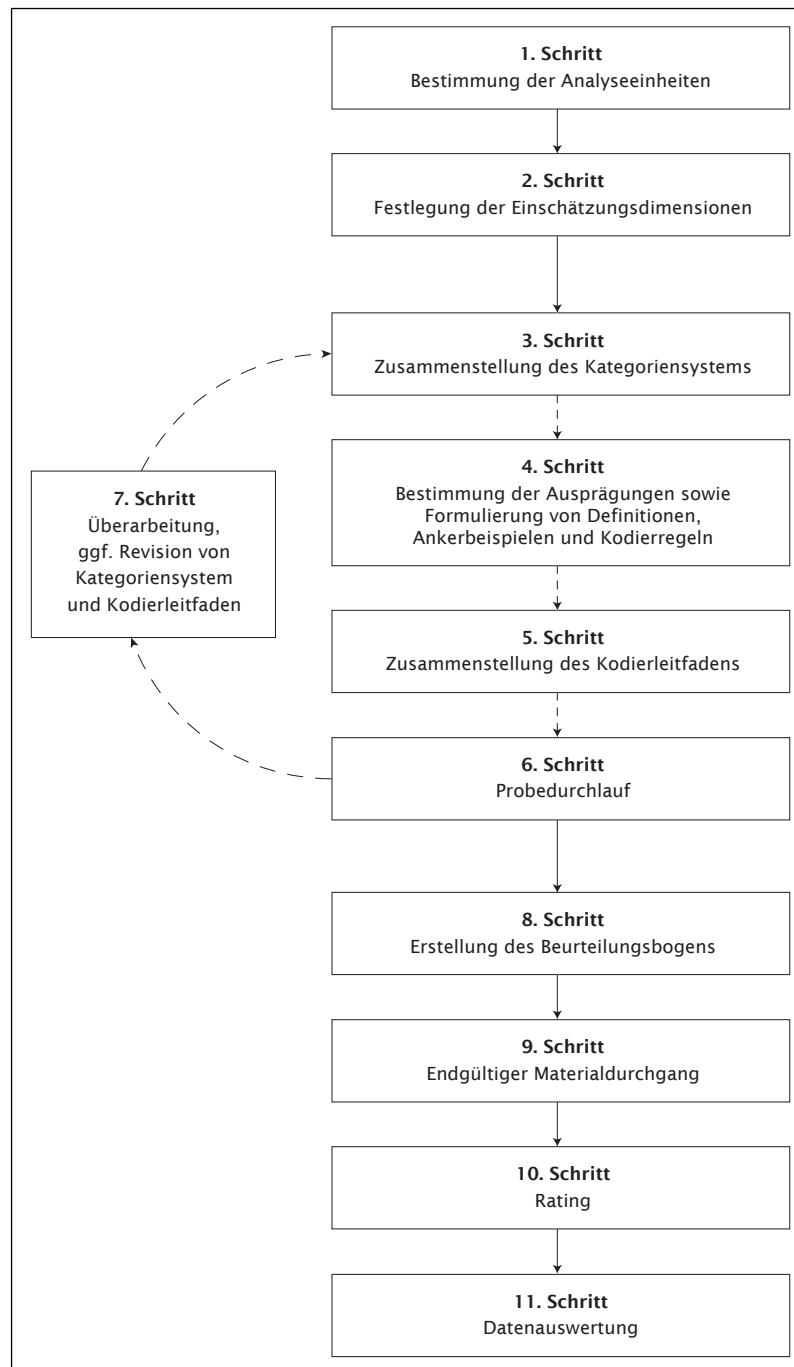 1. Schritt
Bestimmung der Analyseeinheiten
2. Schritt
Festlegung der Einschätzungsdimensionen
3. Schritt
Zusammenstellung des Kategoriensystems
4. Schritt
Bestimmung der Ausprägungen sowie
Formulierung von Definitionen,
Ankerbeispielen und Kodierregeln
7. Schritt
Überarbeitung,
ggf. Revision von
Kategoriensystem
und Kodierleitfaden
5. Schritt
Zusammenstellung des Kodierleitfadens
6. Schritt
Probedurchlauf
8. Schritt
Erstellung des Beurteilungsbogens
9. Schritt
Endgültiger Materialdurchgang
10. Schritt
Rating
11. Schritt
Datenauswertung